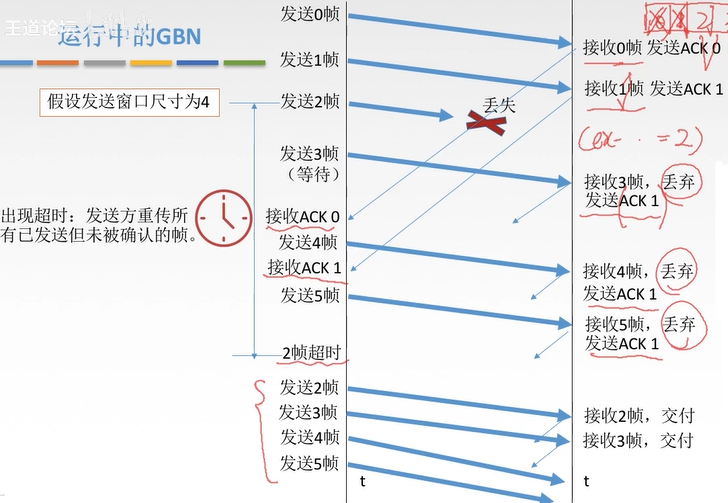 王道论坛
运行中的GBN
假设发送窗口尺寸为4
出现超时：发送方重传所
有已发送但未被确认的帧。
发送0帧
发送1帧
发送2帧
发送3帧
（等待）
接收ACK 0
发送4帧
接收ACK 1
发送5帧
2帧超时
发送2帧
发送3帧
发送4帧
发送5帧
t
丢失
2
接收0帧 发送ACK 0
接收1帧 发送ACK 1
接收3帧，丢弃
发送ACK 1
接收4帧，丢弃
发送ACK 1
接收5帧，丢弃
发送ACK 1
接收2帧，交付
接收3帧，交付
t